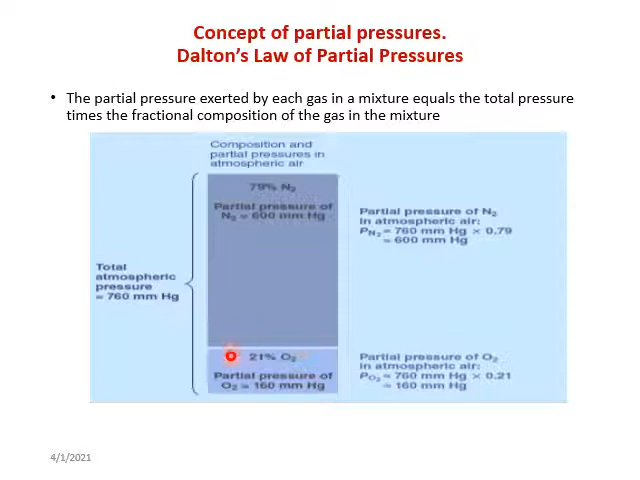 Concept of partial pressures.
Dalton's Law of Partial Pressures
• The partial pressure exerted by each gas in a mixture equals the total pressure
times the fractional composition of the gas in the mixture
Composition and
partial pressures in
atmospheric air
79% N₂
Partial pressure of
N₂ = 600 mm Hg
Partial pressure of N₂
in atmospheric air:
PN₂ = 760 mm Hg × 0.79
= 600 mm Hg
Total
atmospheric
pressure
= 760 mm Hg
21% O₂
Partial pressure of
O₂ = 160 mm Hg
Partial pressure of O₂
in atmospheric air:
PO₂ = 760 mm Hg × 0.21
= 160 mm Hg
4/1/2021